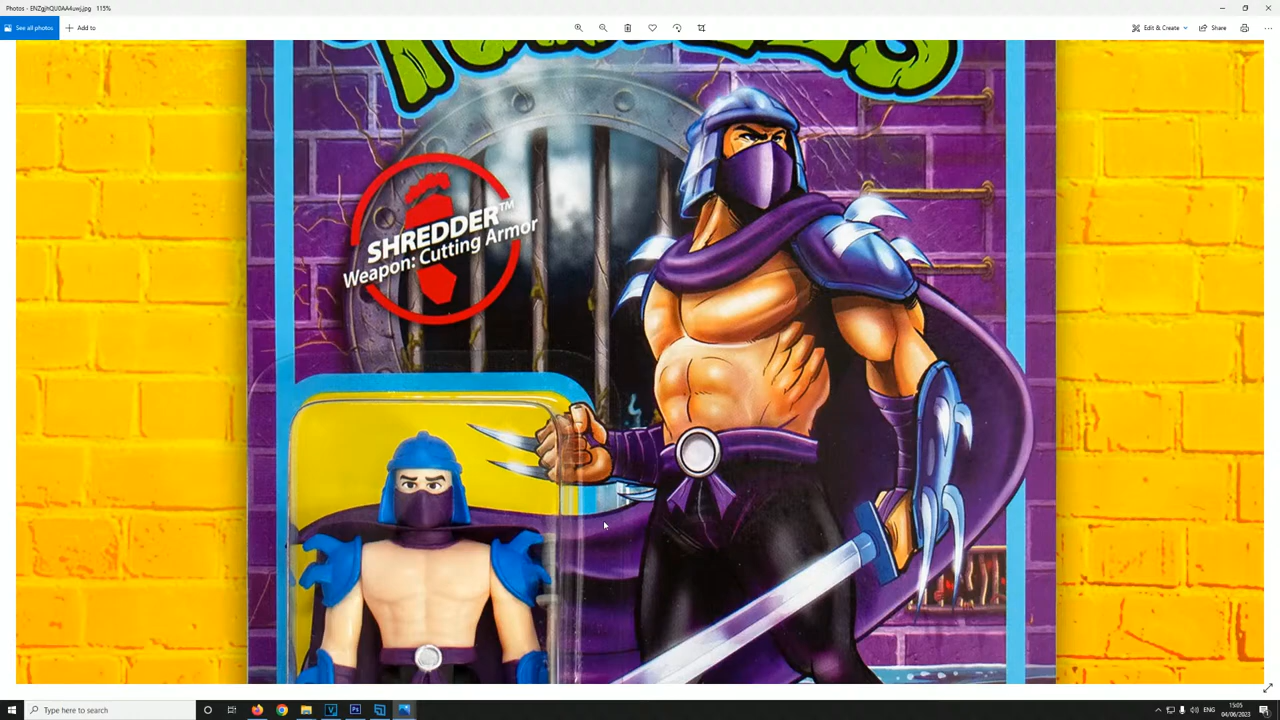 Photos - ENZgjhQU0AA4uwj.jpg   115%
See all photos
Add to
Edit & Create
Share
TURTLES
SHREDDER™
Weapon: Cutting Armor
Type here to search
ENG
15:05
04/06/2023